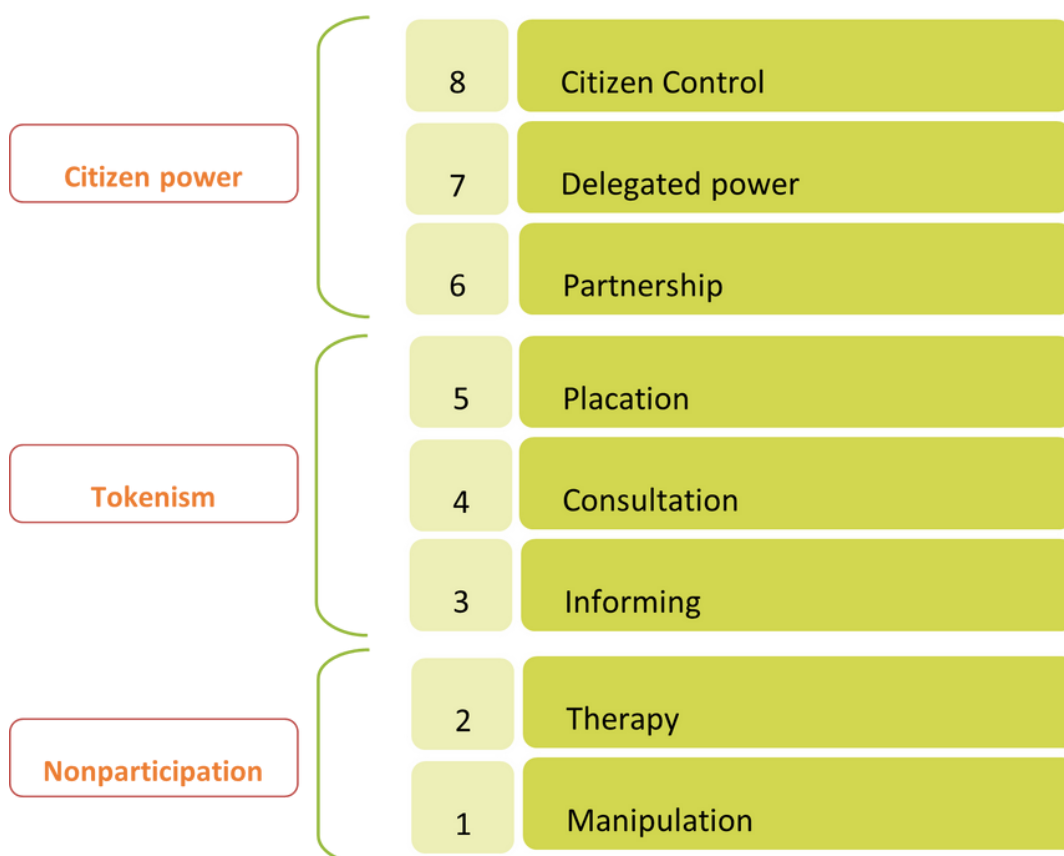 8 Citizen Control
Citizen power
7 Delegated power
6 Partnership
5 Placation
Tokenism
4 Consultation
3 Informing
2 Therapy
Nonparticipation
1 Manipulation